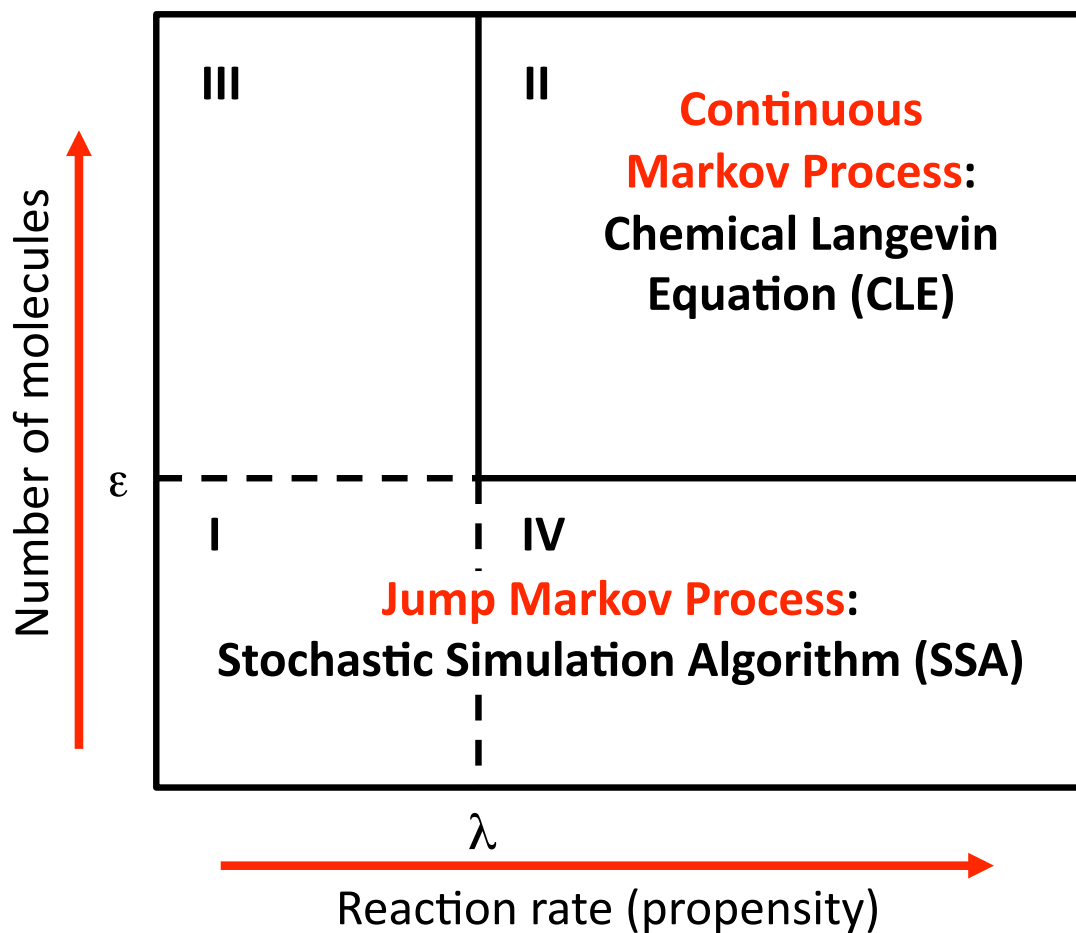 III
II
Continuous
Markov Process:
Chemical Langevin
Equation (CLE)
Number of molecules
ε
I
IV
Jump Markov Process:
Stochastic Simulation Algorithm (SSA)
λ
Reaction rate (propensity)